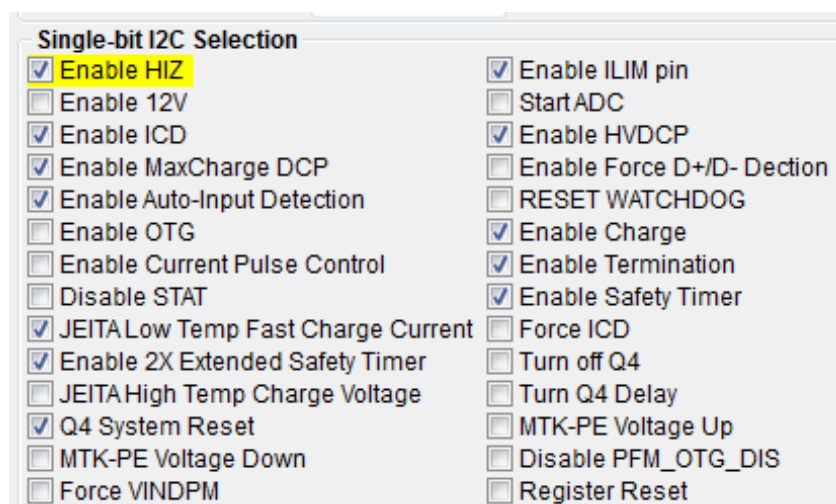 Single-bit I2C Selection
Enable HIZ
Enable 12V
Enable ICD
Enable MaxCharge DCP
Enable Auto-Input Detection
Enable OTG
Enable Current Pulse Control
Disable STAT
JEITA Low Temp Fast Charge Current
Enable 2X Extended Safety Timer
JEITA High Temp Charge Voltage
Q4 System Reset
MTK-PE Voltage Down
Force VINDPM
Enable ILIM pin
Start ADC
Enable HVDCP
Enable Force D+/D- Dection
RESET WATCHDOG
Enable Charge
Enable Termination
Enable Safety Timer
Force ICD
Turn off Q4
Turn Q4 Delay
MTK-PE Voltage Up
Disable PFM_OTG_DIS
Register Reset